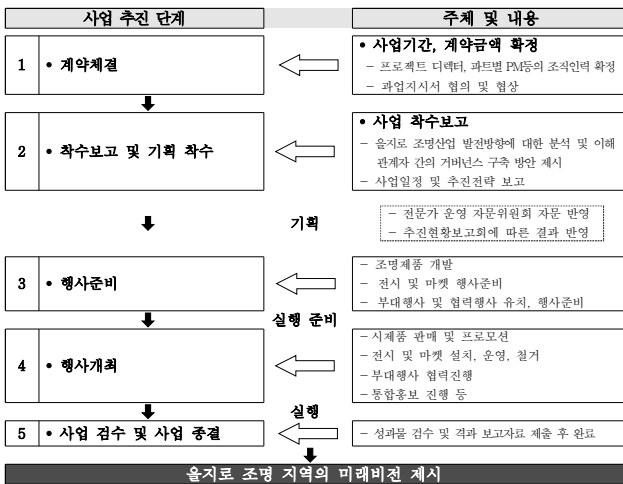 사업 추진 단계
주체 및 내용
1
• 계약체결
• 사업기간, 계약금액 확정
– 프로젝트 디렉터, 파트별 PM등의 조직인력 확정
– 과업지시서 협의 및 협상
2
• 착수보고 및 기획 착수
• 사업 착수보고
– 을지로 조명산업 발전방향에 대한 분석 및 이해
관계자 간의 거버넌스 구축 방안 제시
– 사업일정 및 추진전략 보고
기획
– 전문가 운영 자문위원회 자문 반영
– 추진현황보고회에 따른 결과 반영
3
• 행사준비
– 조명제품 개발
– 전시 및 마켓 행사준비
– 부대행사 및 협력행사 유치, 행사준비
실행 준비
4
• 행사개최
– 시제품 판매 및 프로모션
– 전시 및 마켓 설치, 운영, 철거
– 부대행사 협력진행
– 통합홍보 진행 등
실행
5
• 사업 검수 및 사업 종결
– 성과물 검수 및 격과 보고자료 제출 후 완료
을지로 조명 지역의 미래비전 제시